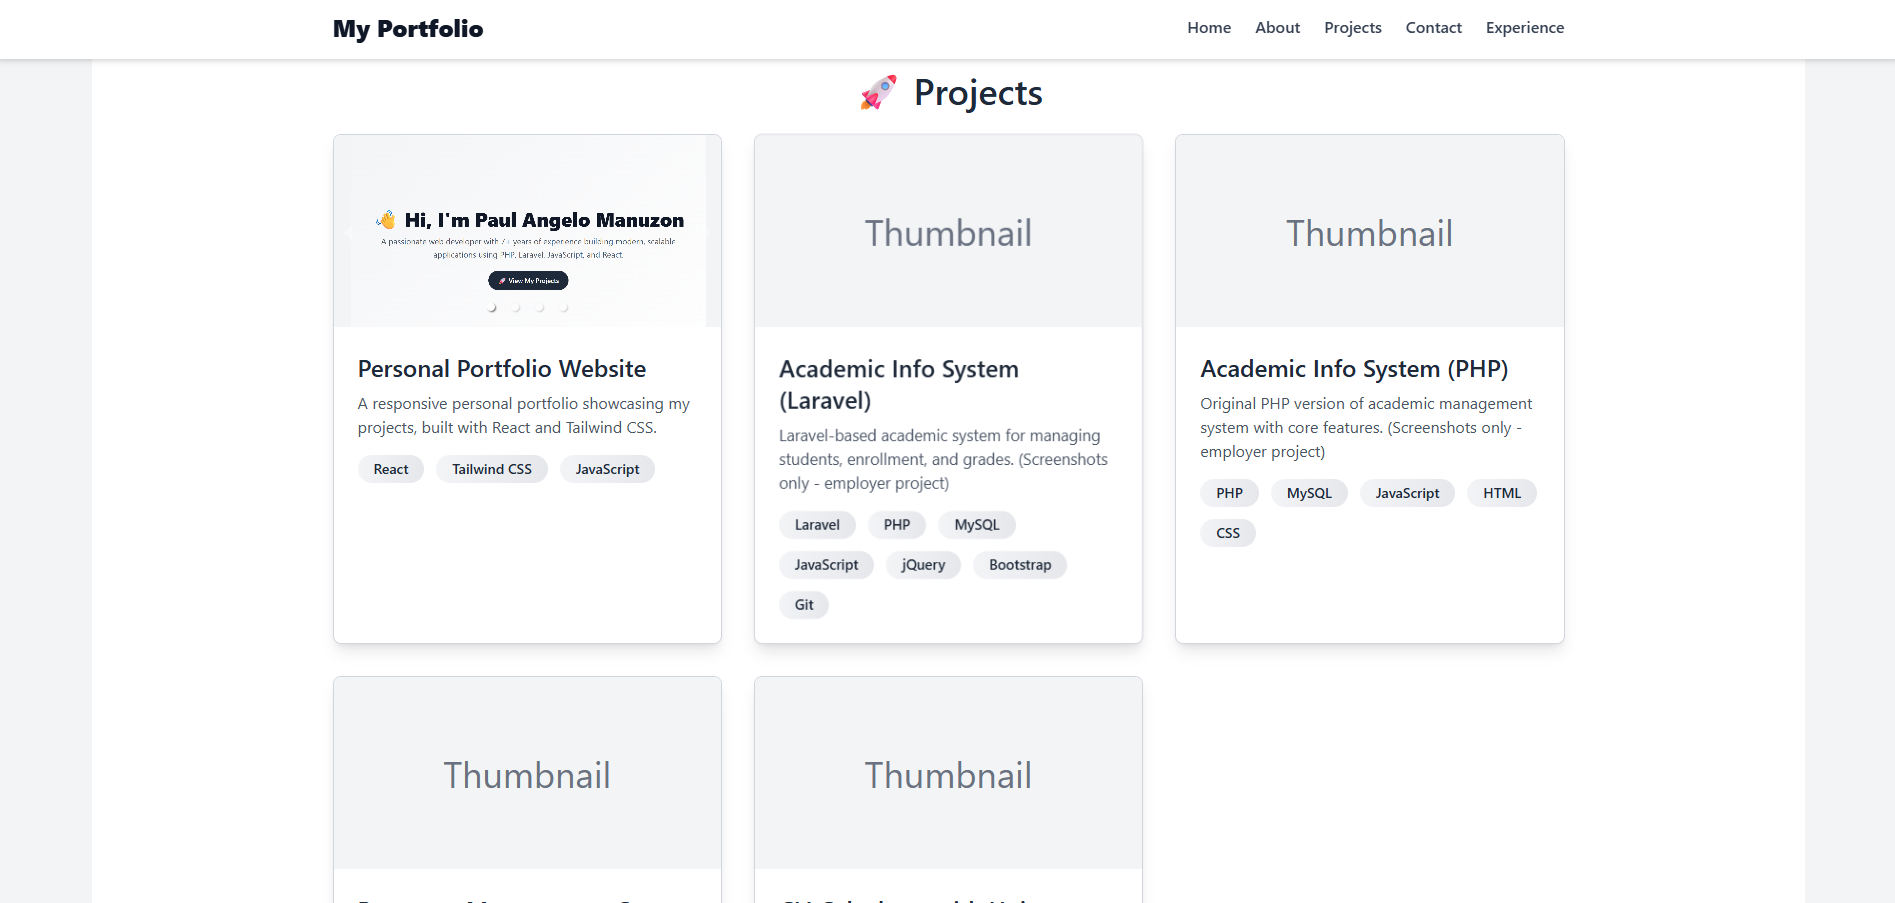 My Portfolio
Home About Projects Contact Experience
🚀 Projects
👋 Hi, I'm Paul Angelo Manuzon
A passionate web developer with 7+ years of experience building modern, scalable
applications using PHP, Laravel, JavaScript, and React.
🚀 View My Projects
Personal Portfolio Website
A responsive personal portfolio showcasing my
projects, built with React and Tailwind CSS.
React Tailwind CSS JavaScript
Thumbnail
Academic Info System
(Laravel)
Laravel-based academic system for managing
students, enrollment, and grades. (Screenshots
only - employer project)
Laravel PHP MySQL
JavaScript jQuery Bootstrap
Git
Thumbnail
Academic Info System (PHP)
Original PHP version of academic management
system with core features. (Screenshots only -
employer project)
PHP MySQL JavaScript HTML
CSS
Thumbnail
Thumbnail